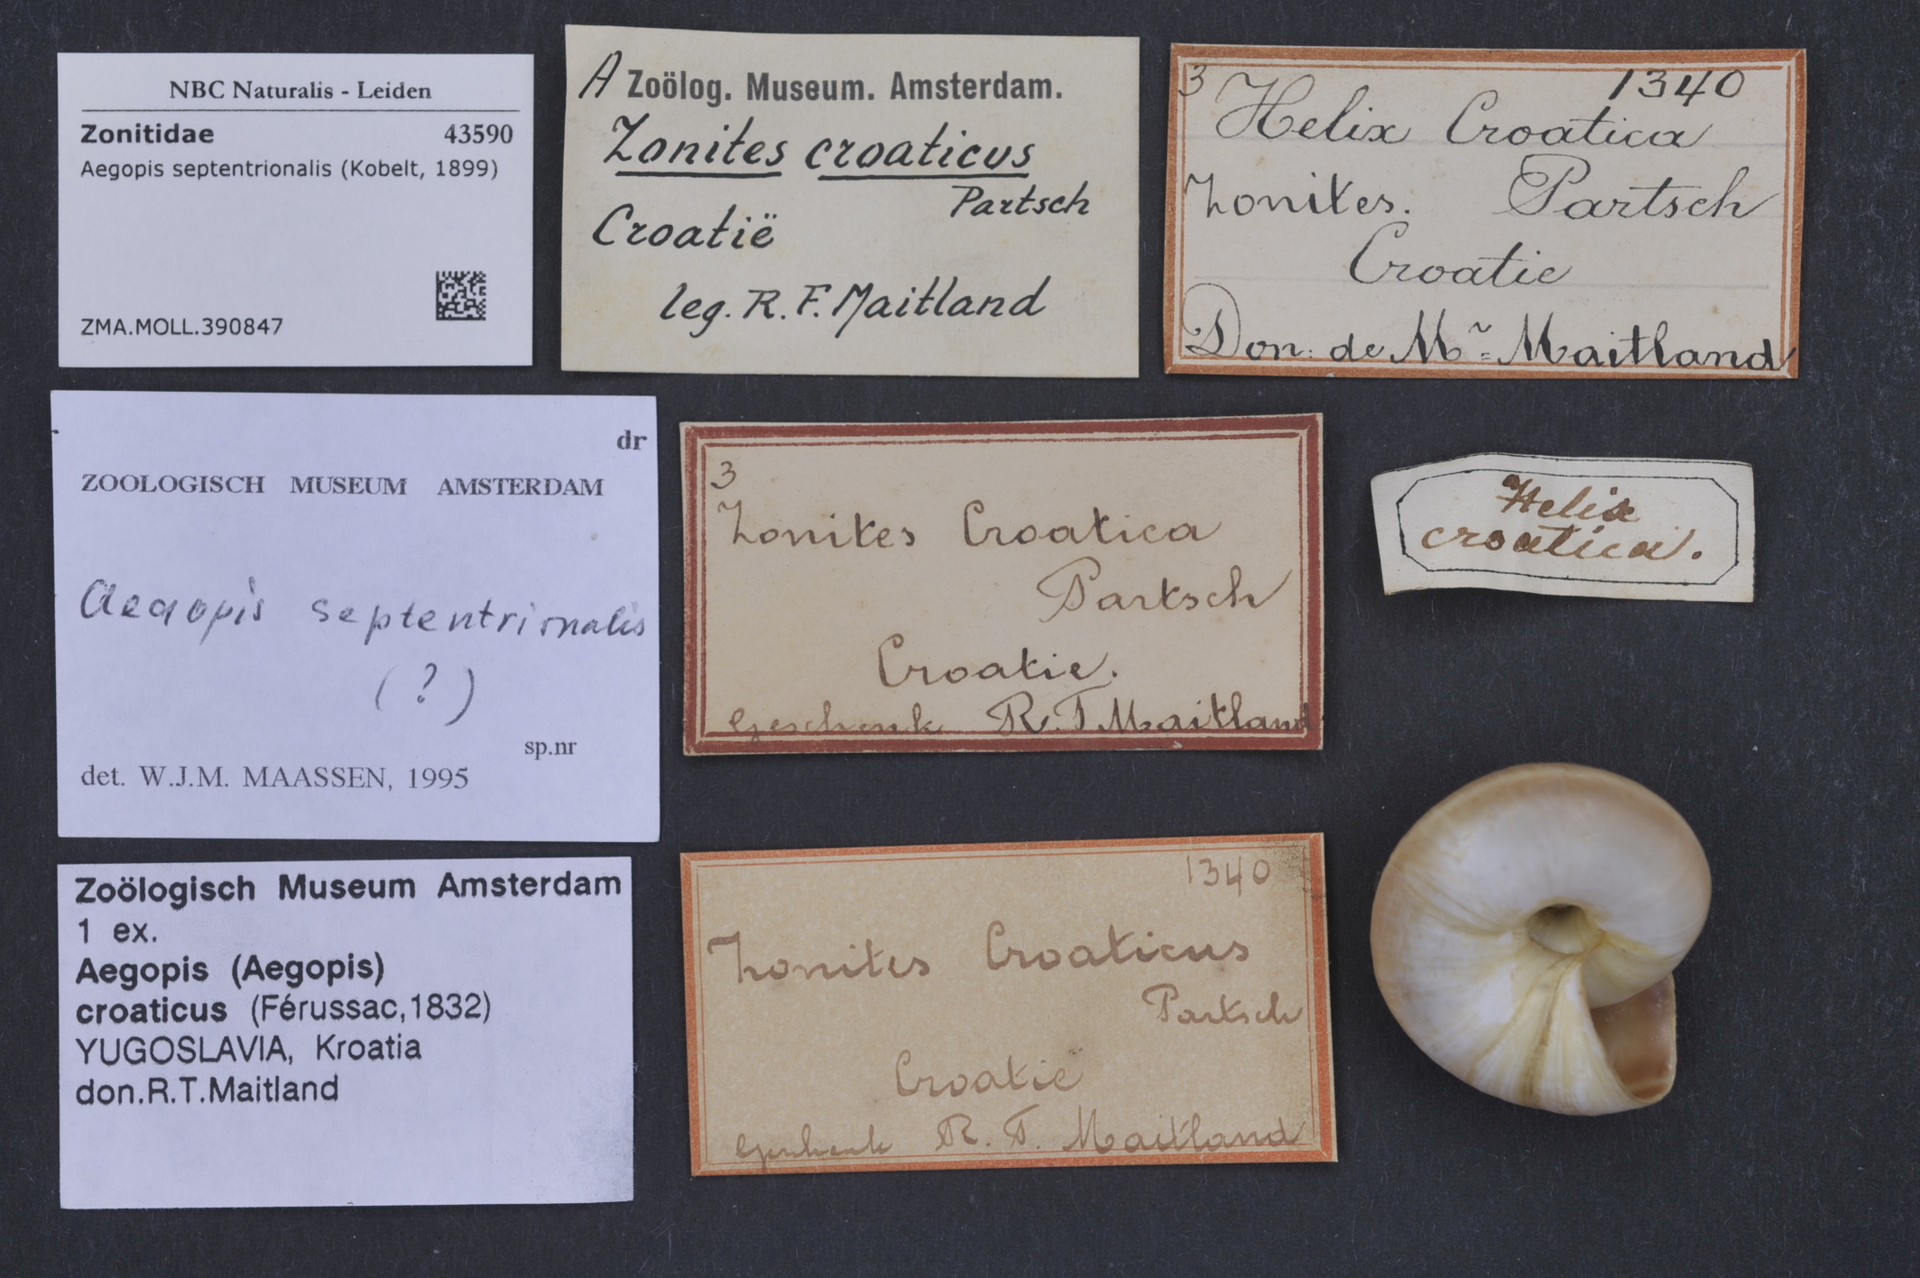 NBC Naturalis - Leiden
Zonitidae 43590
Aegopis septentrionalis (Kobelt, 1899)
ZMA.MOLL.390847
A Zoölog. Museum. Amsterdam.
Zonites croaticus
Partsch
Croatië
leg. R. F. Maitland
3 1340
Helix Croatica
Zonites. Partsch
Croatie
Don: de Mr Maitland
dr
ZOOLOGISCH MUSEUM AMSTERDAM
Aegopis septentrionalis
(?)
sp.nr
det. W.J.M. MAASSEN, 1995
3
Zonites Croatica
Partsch
Croatie.
Geschenk R. T. Maitland
Helix
croatica.
Zoölogisch Museum Amsterdam
1 ex.
Aegopis (Aegopis)
croaticus (Férussac,1832)
YUGOSLAVIA, Kroatia
don.R.T.Maitland
1340
Zonites Croaticus
Partsch
Croatië
Geschenk R. T. Maitland